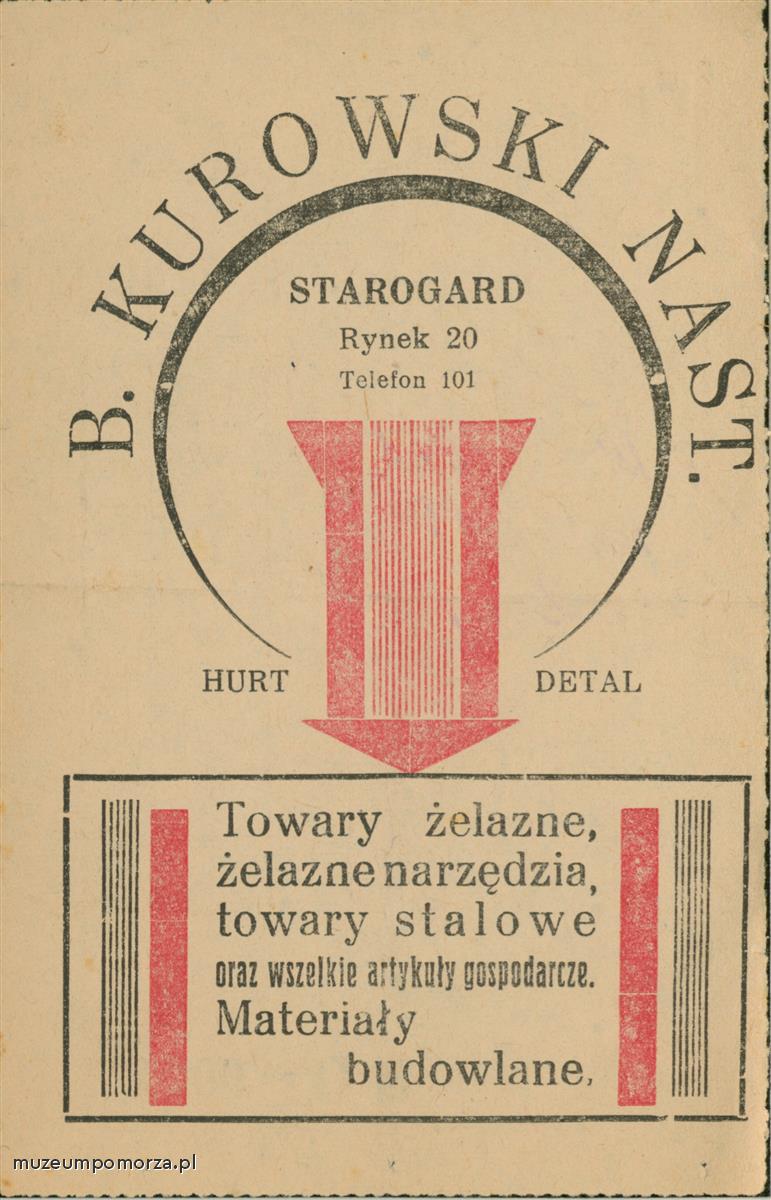 B. KUROWSKI NAST.
STAROGARD
Rynek 20
Telefon 101
HURT
DETAL
Towary żelazne,
żelazne narzędzia,
towary stalowe
oraz wszelkie artykuły gospodarcze.
Materiały
budowlane,
muzeumpomorza.pl